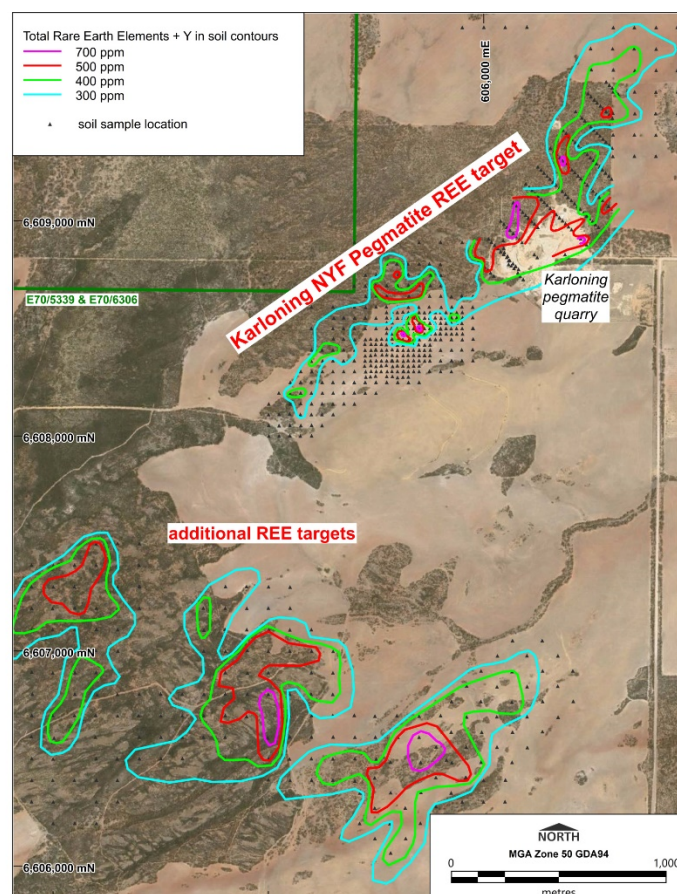 Total Rare Earth Elements + Y in soil contours
700 ppm
500 ppm
400 ppm
300 ppm
soil sample location
606,000 mE
Karloning NYF Pegmatite REE target
6,609,000 mN
Karloning
pegmatite
quarry
E70/5339 & E70/6306
6,608,000 mN
additional REE targets
6,607,000 mN
6,606,000 mN
NORTH
MGA Zone 50 GDA94
0
1,000
metres